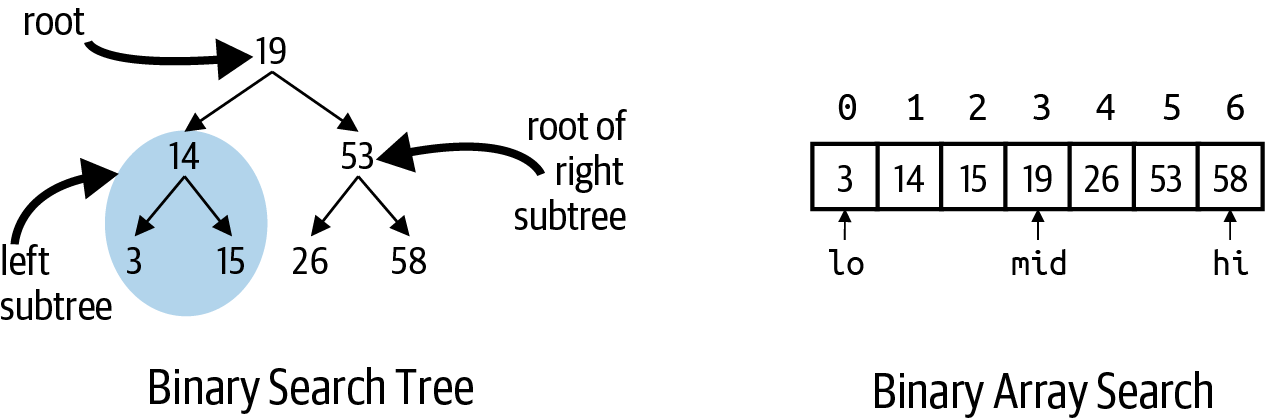 root
19
14
53
3 15 26 58
left
subtree
root of
right
subtree
Binary Search Tree
0 1 2 3 4 5 6
3 14 15 19 26 53 58
lo mid hi
Binary Array Search